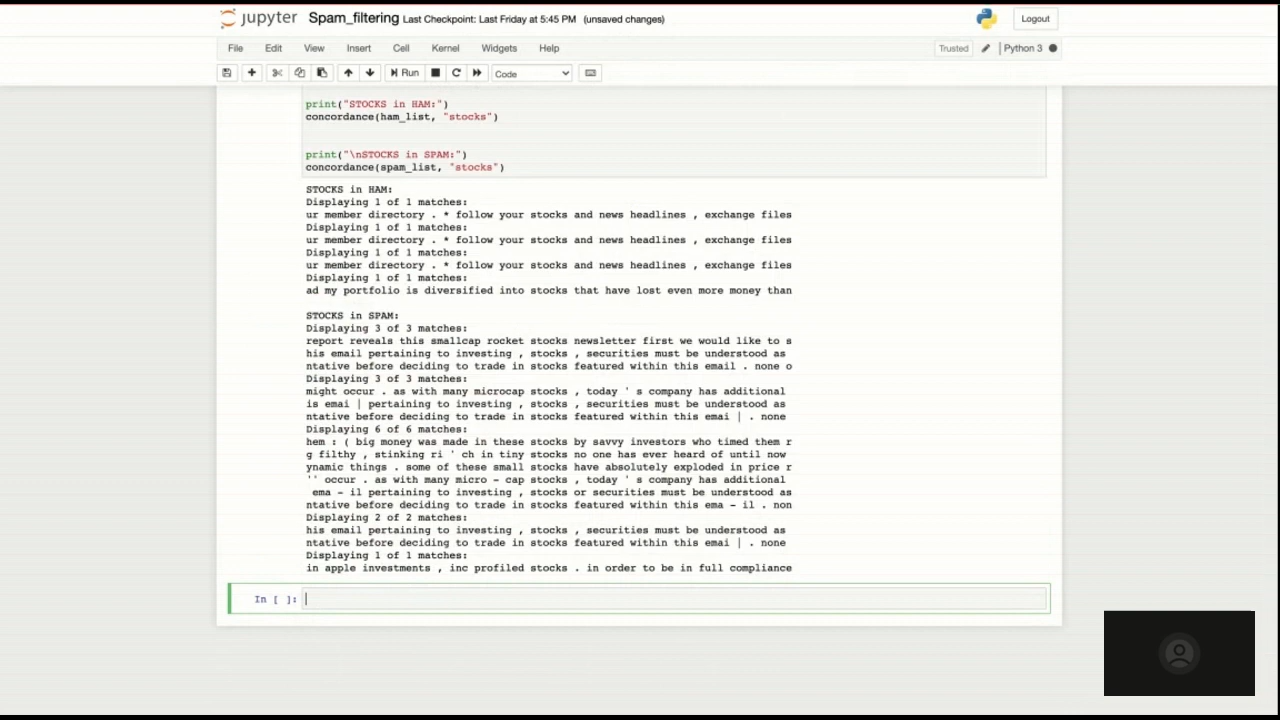 jupyter Spam_filtering Last Checkpoint: Last Friday at 5:45 PM (unsaved changes) Logout
File Edit View Insert Cell Kernel Widgets Help Trusted Python 3
Run Code
print("STOCKS in HAM:")
concordance(ham_list, "stocks")
print("\nSTOCKS in SPAM:")
concordance(spam_list, "stocks")
STOCKS in HAM:
Displaying 1 of 1 matches:
ur member directory . * follow your stocks and news headlines , exchange files
Displaying 1 of 1 matches:
ur member directory . * follow your stocks and news headlines , exchange files
Displaying 1 of 1 matches:
ur member directory . * follow your stocks and news headlines , exchange files
Displaying 1 of 1 matches:
ad my portfolio is diversified into stocks that have lost even more money than
STOCKS in SPAM:
Displaying 3 of 3 matches:
report reveals this smallcap rocket stocks newsletter first we would like to s
his email pertaining to investing , stocks , securities must be understood as
ntative before deciding to trade in stocks featured within this email . none o
Displaying 3 of 3 matches:
might occur . as with many microcap stocks , today ' s company has additional
is emai | pertaining to investing , stocks , securities must be understood as
ntative before deciding to trade in stocks featured within this emai | . none
Displaying 6 of 6 matches:
hem : ( big money was made in these stocks by savvy investors who timed them r
g filthy , stinking ri ' ch in tiny stocks no one has ever heard of until now
ynamic things . some of these small stocks have absolutely exploded in price r
'' occur . as with many micro - cap stocks , today ' s company has additional
ema - il pertaining to investing , stocks or securities must be understood as
ntative before deciding to trade in stocks featured within this ema - il . non
Displaying 2 of 2 matches:
his email pertaining to investing , stocks , securities must be understood as
ntative before deciding to trade in stocks featured within this emai | . none
Displaying 1 of 1 matches:
in apple investments , inc profiled stocks . in order to be in full compliance
In [ ]: